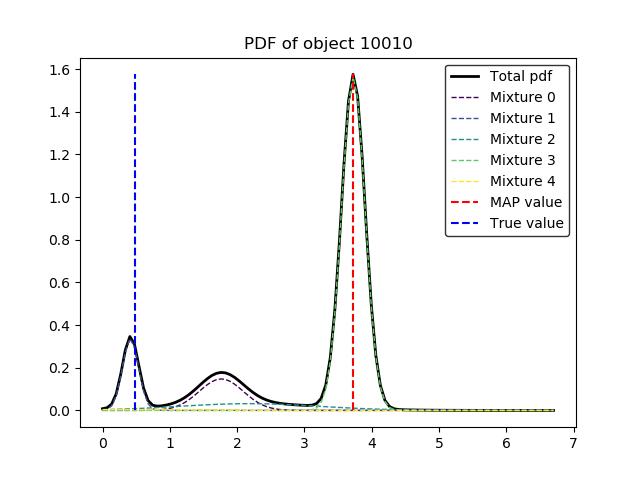 PDF of object 10010
1.6
1.4
1.2
1.0
0.8
0.6
0.4
0.2
0.0
0 1 2 3 4 5 6 7
Total pdf
Mixture 0
Mixture 1
Mixture 2
Mixture 3
Mixture 4
MAP value
True value